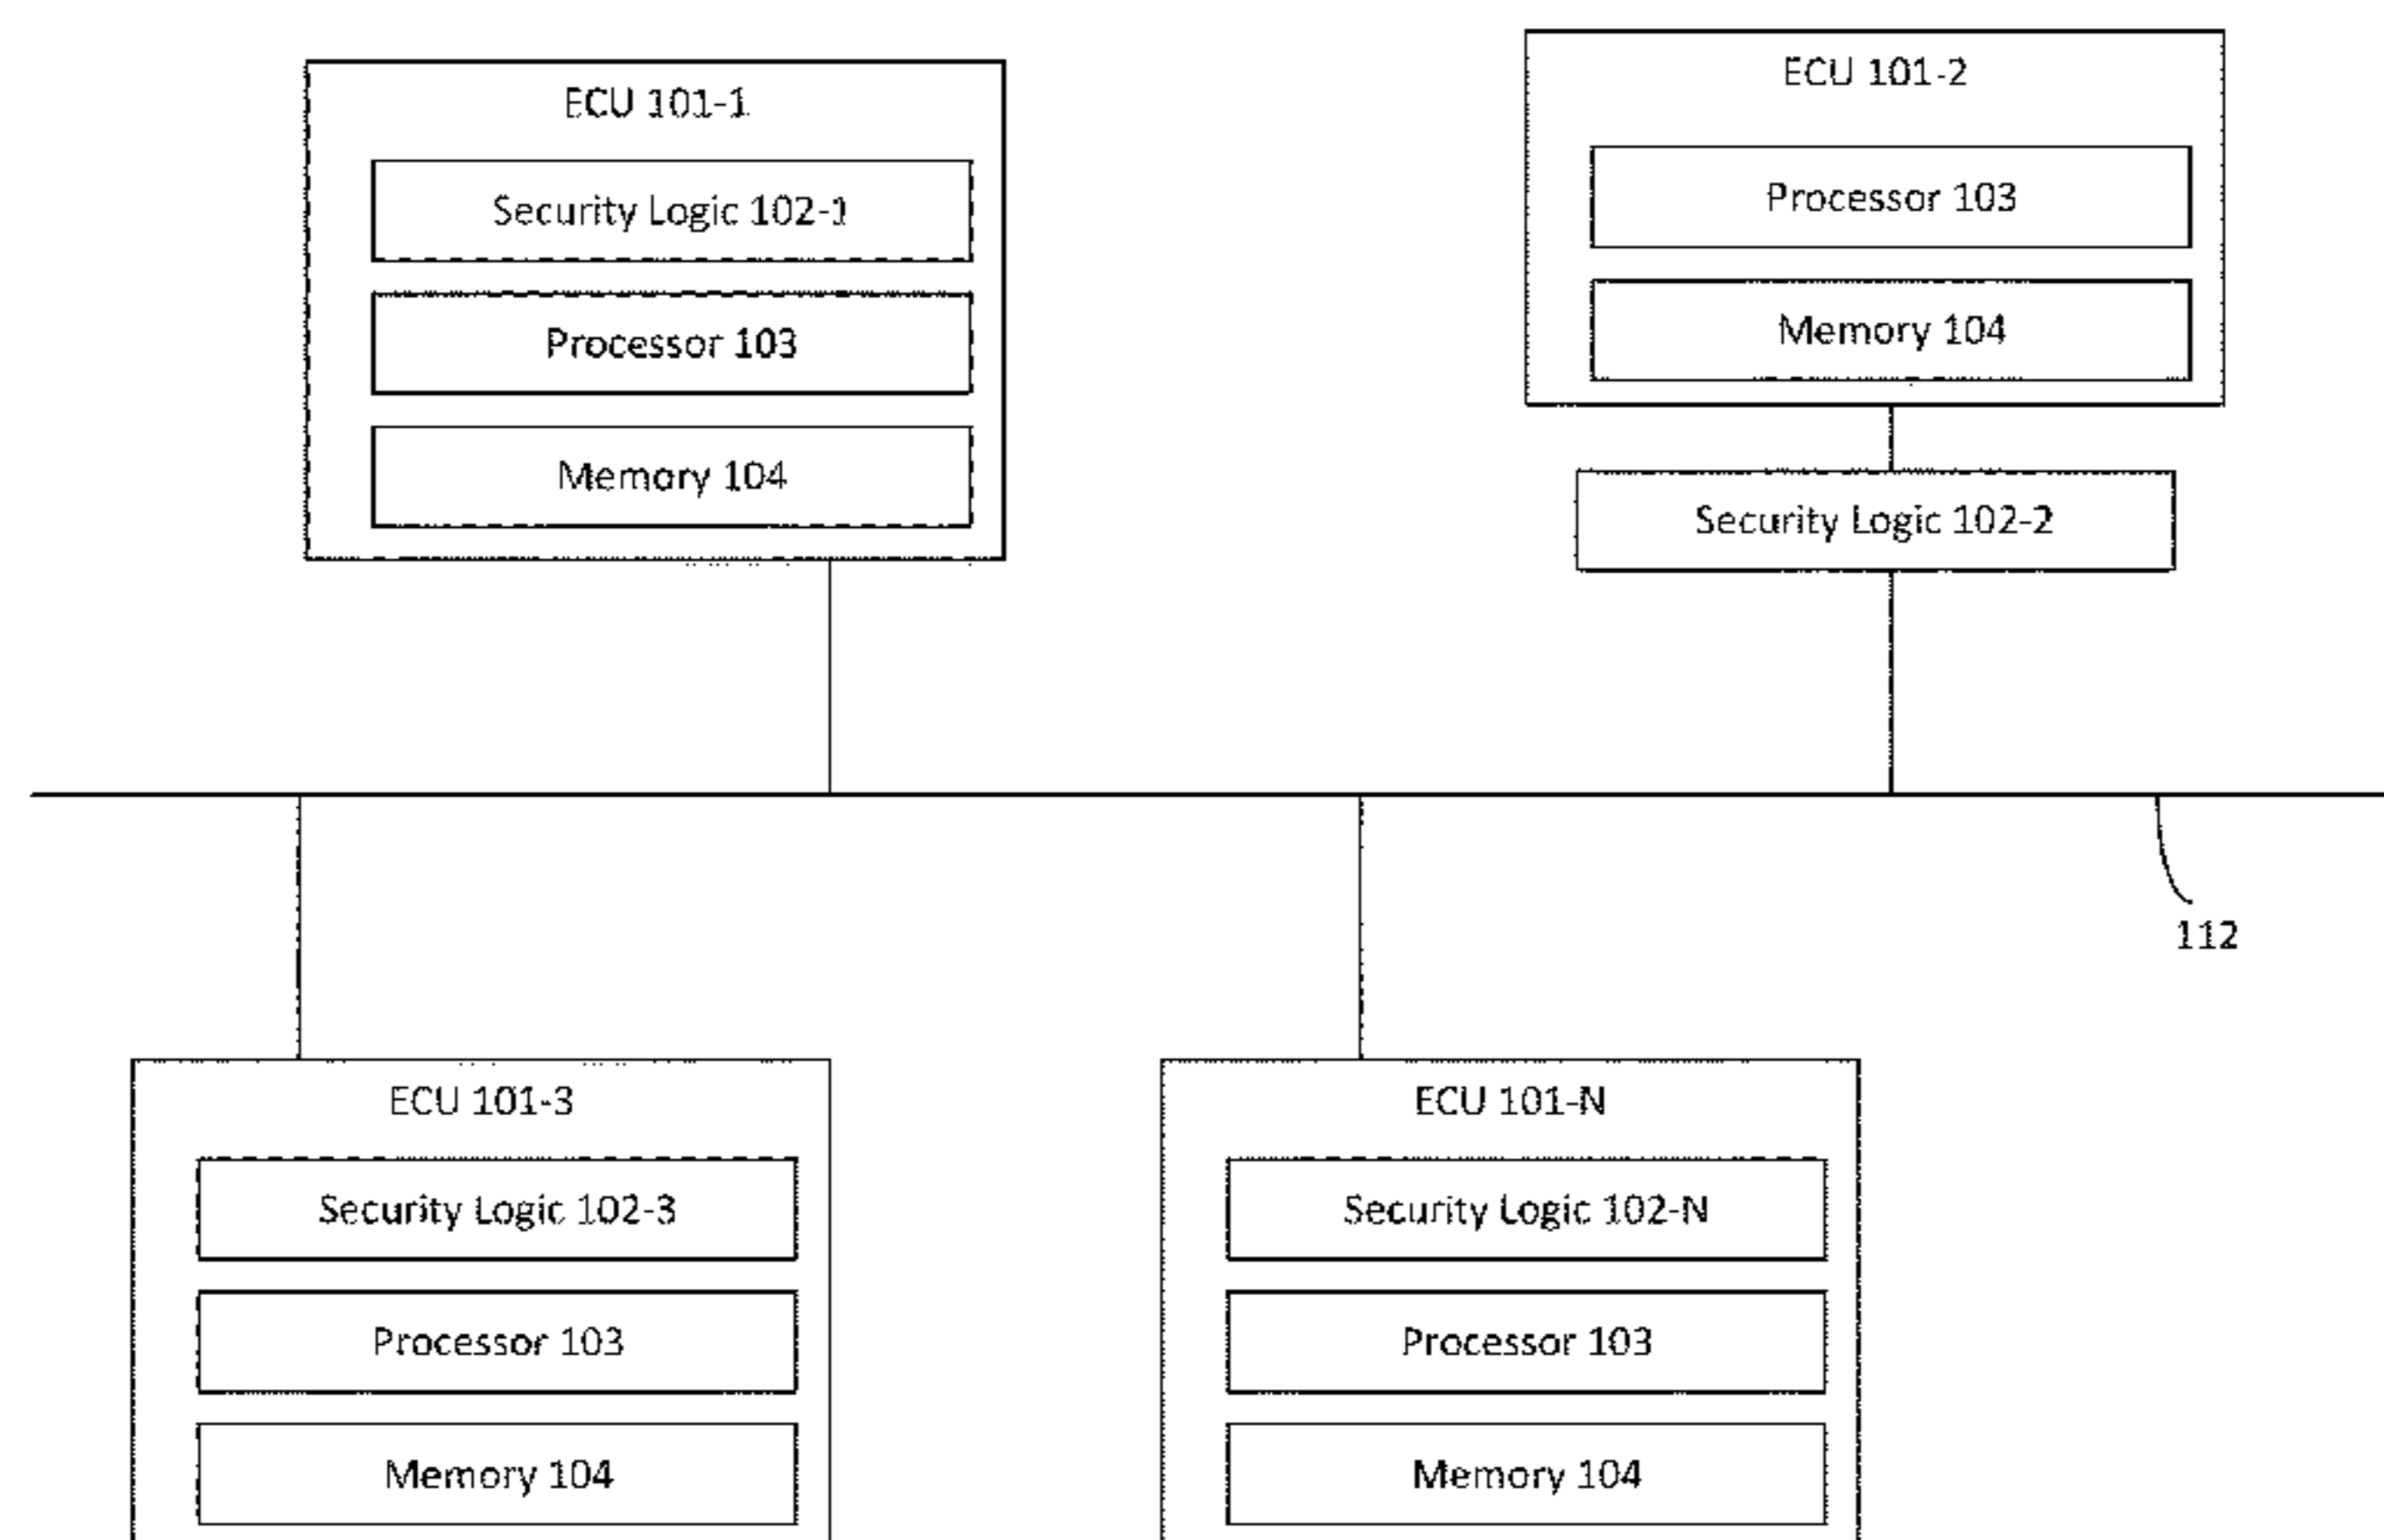 ECU 101-1
Security Logic 102-1
Processor 103
Memory 104
ECU 101-2
Processor 103
Memory 104
Security Logic 102-2
112
ECU 101-3
Security Logic 102-3
Processor 103
Memory 104
ECU 101-N
Security Logic 102-N
Processor 103
Memory 104